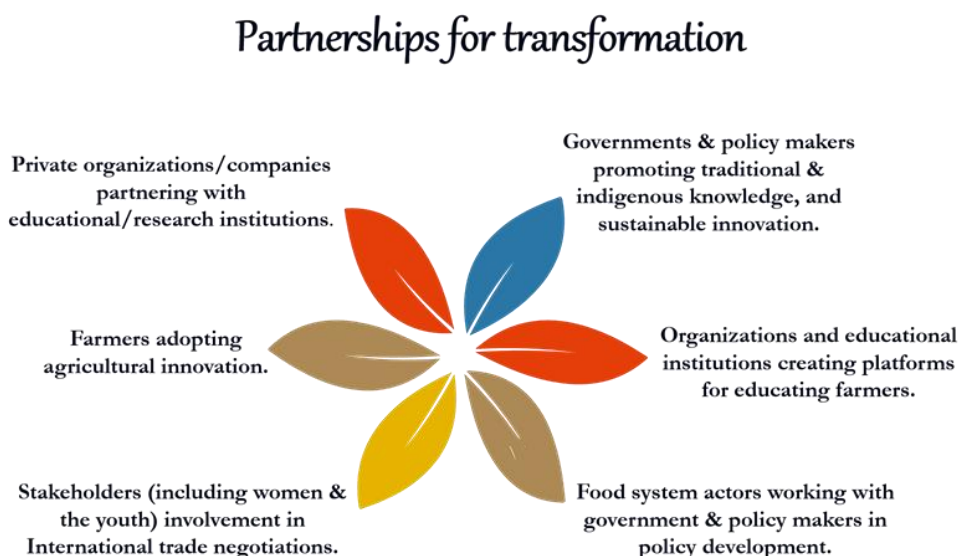 Partnerships for transformation
Private organizations/companies
partnering with
educational/research institutions.
Governments & policy makers
promoting traditional &
indigenous knowledge, and
sustainable innovation.
Farmers adopting
agricultural innovation.
Organizations and educational
institutions creating platforms
for educating farmers.
Stakeholders (including women &
the youth) involvement in
International trade negotiations.
Food system actors working with
government & policy makers in
policy development.